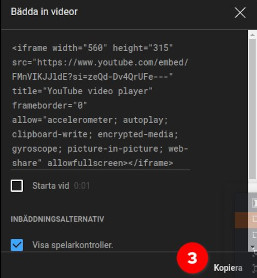 Bädda in videor
<iframe width="560" height="315"
src="https://www.youtube.com/embed/
FMnVIKJJ1dE?si=zeQd-Dv4QrUFe---"
title="YouTube video player"
frameborder="0"
allow="accelerometer; autoplay;
clipboard-write; encrypted-media;
gyroscope; picture-in-picture; web-
share" allowfullscreen></iframe>
Starta vid 0:01
INBÄDDNINGSALTERNATIV
Visa spelarkontroller.
3
Kopiera